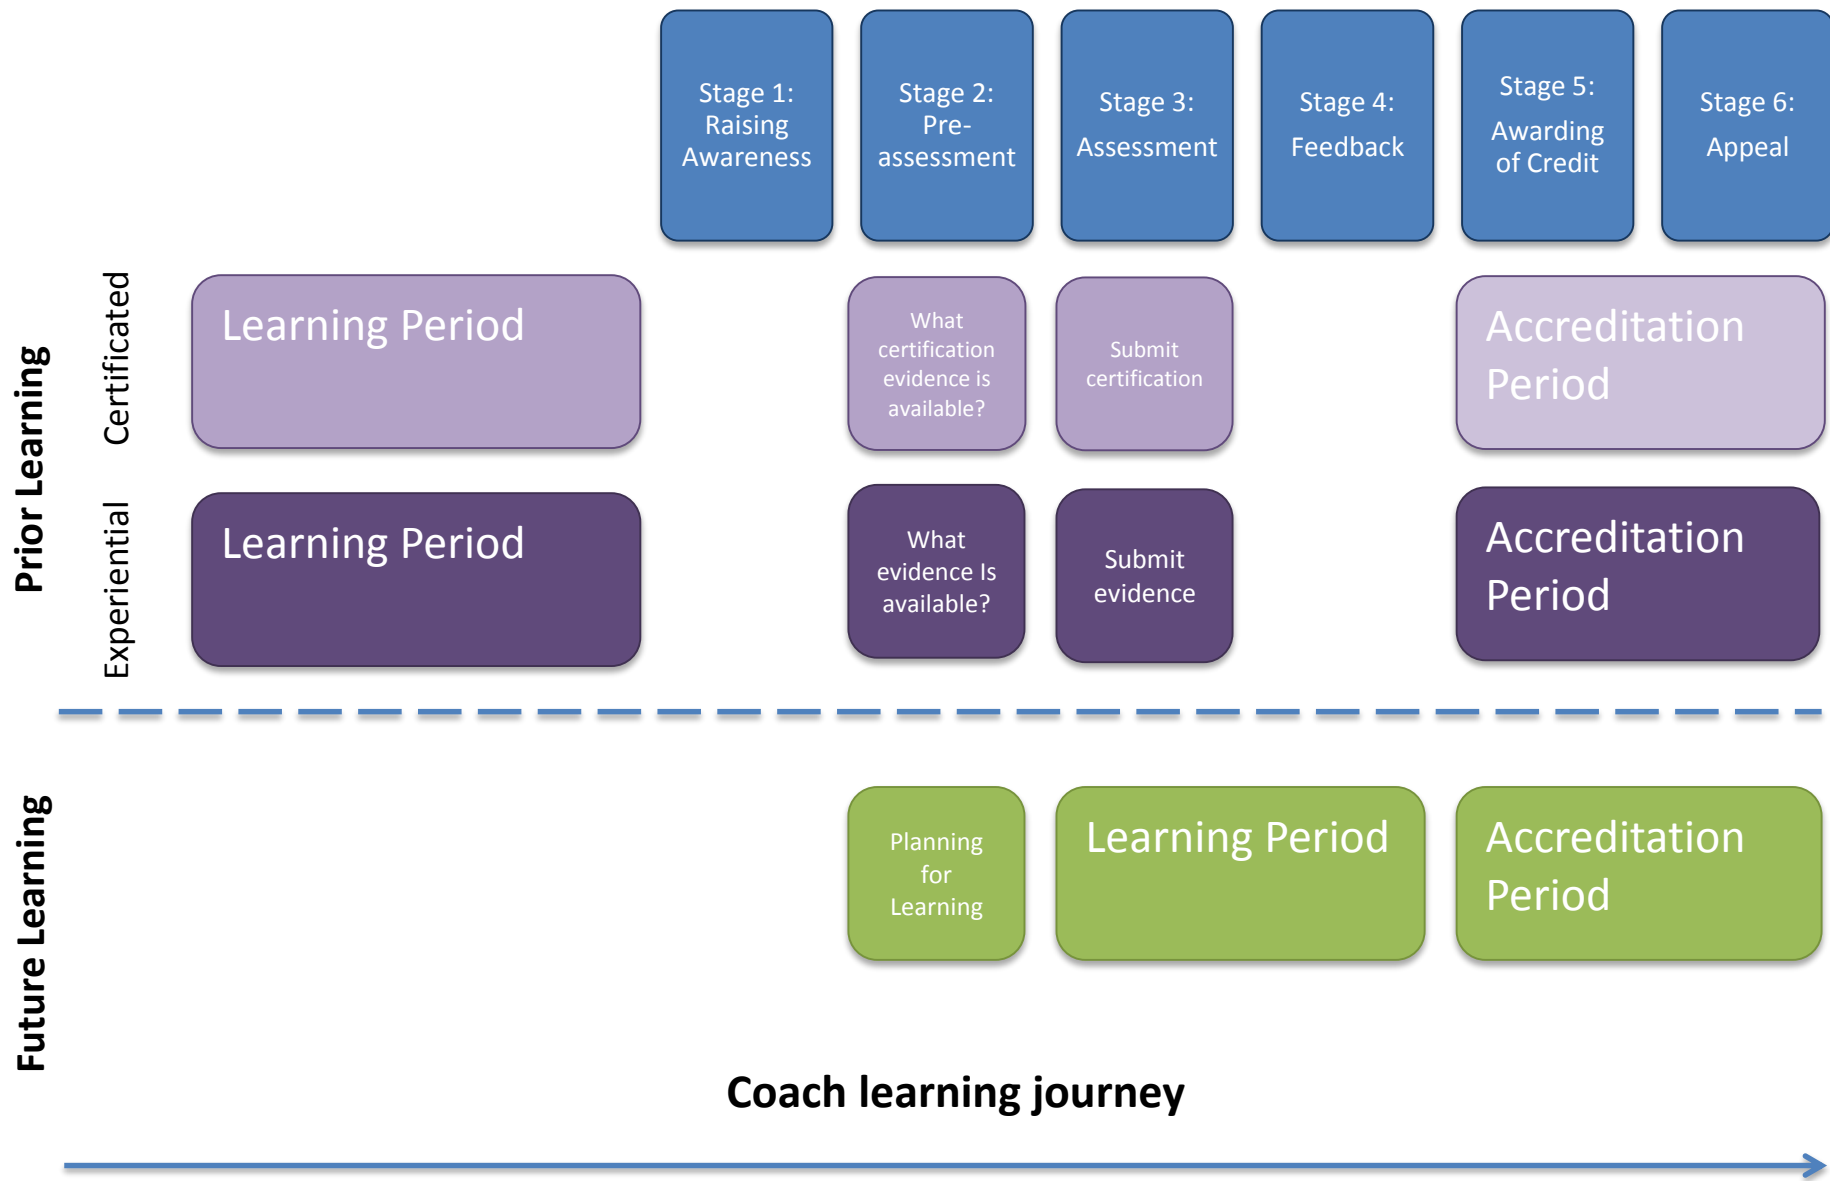 Stage 1:
Raising
Awareness
Stage 2:
Pre-
assessment
Stage 3:
Assessment
Stage 4:
Feedback
Stage 5:
Awarding
of Credit
Stage 6:
Appeal
Prior Learning
Certificated
Learning Period
What
certification
evidence is
available?
Submit
certification
Accreditation
Period
Experiential
Learning Period
What
evidence Is
available?
Submit
evidence
Accreditation
Period
Future Learning
Planning
for
Learning
Learning Period
Accreditation
Period
Coach learning journey